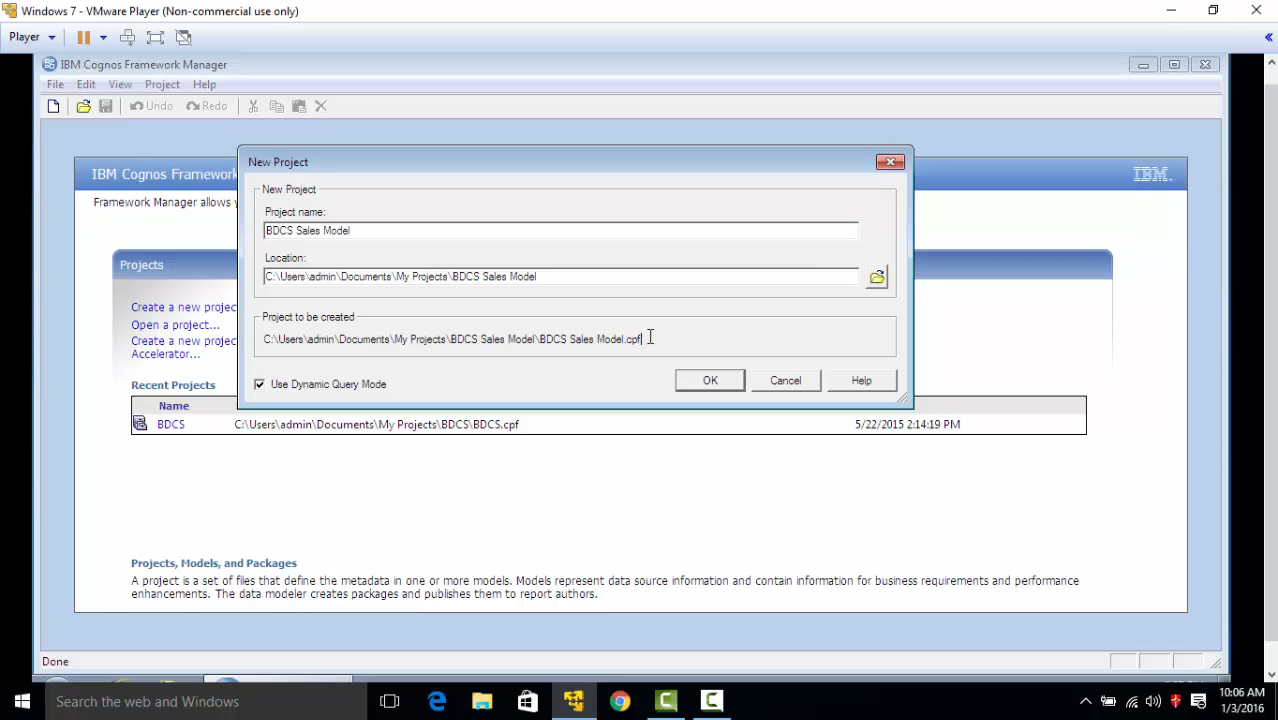 Windows 7 - VMware Player (Non-commercial use only)
Player
IBM Cognos Framework Manager
File Edit View Project Help
Undo Redo
IBM Cognos Framework
IBM
Framework Manager allows
Projects
Create a new project
Open a project...
Create a new project
Accelerator...
Recent Projects
Name
BDCS C:\Users\admin\Documents\My Projects\BDCS\BDCS.cpf 5/22/2015 2:14:19 PM
New Project
New Project
Project name:
BDCS Sales Model
Location:
C:\Users\admin\Documents\My Projects\BDCS Sales Model
Project to be created
C:\Users\admin\Documents\My Projects\BDCS Sales Model\BDCS Sales Model.cpf
Use Dynamic Query Mode
OK Cancel Help
Projects, Models, and Packages
A project is a set of files that define the metadata in one or more models. Models represent data source information and contain information for business requirements and performance
enhancements. The data modeler creates packages and publishes them to report authors.
Done
Search the web and Windows
10:06 AM
1/3/2016